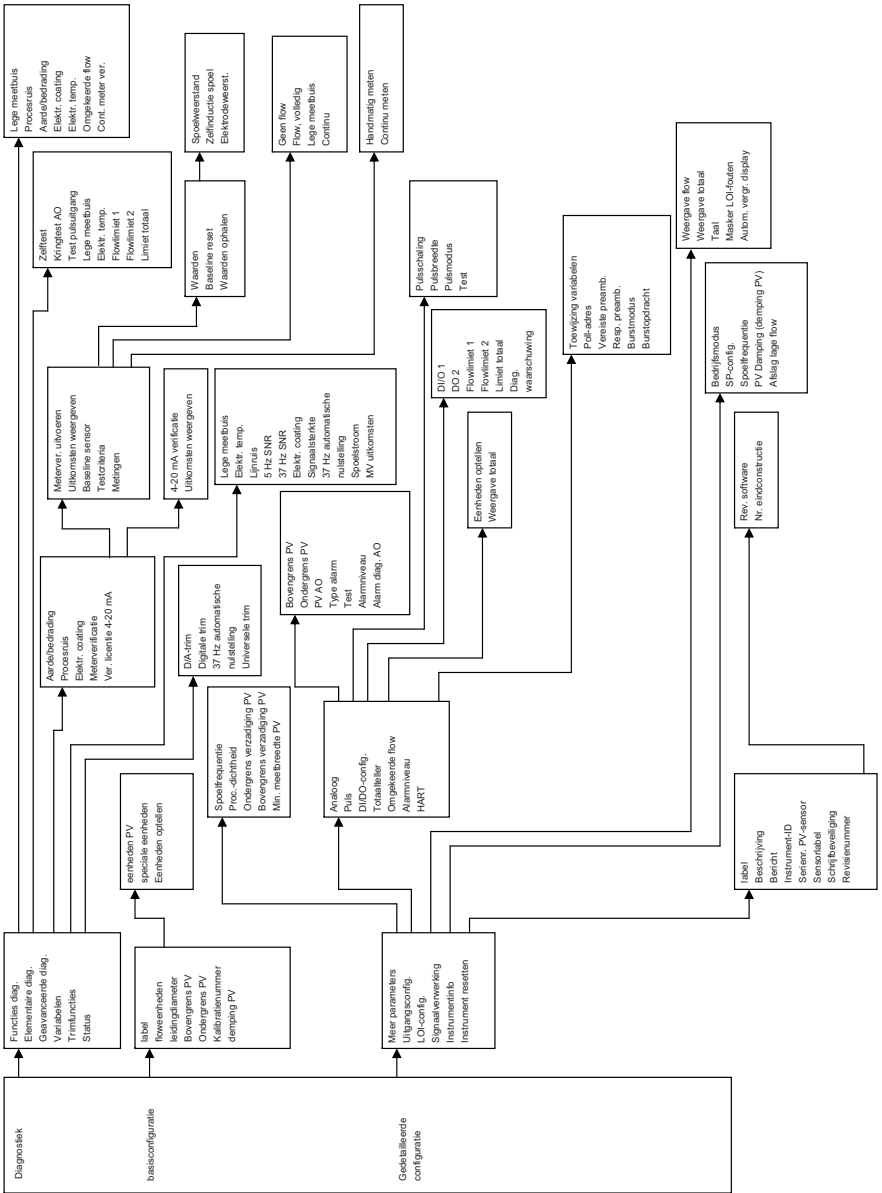 Diagnostiek
basisconfiguratie
Gedetailleerde
configuratie
Functies diag.
Elementaire diag.
Geavanceerde diag.
Variabelen
Trimfuncties
Status
label
floweenheden
leidingdiameter
Bovengrens PV
Ondergrens PV
Kalibratienummer
demping PV
Meer parameters
Uitgangsconfig.
LOI-config.
Signaalverwerking
Instrumentinfo
Instrument resetten
eenheden PV
speciale eenheden
Eenheden optellen
Spoelfrequentie
Proc.-dichtheid
Ondergrens verzadiging PV
Bovengrens verzadiging PV
Min. meetbreedte PV
Analoog
Puls
DI/DO-config.
Totaalteller
Omgekeerde flow
Alarmniveau
HART
label
Beschrijving
Bericht
Instrument-ID
Serienr. PV-sensor
Sensorlabel
Schrijfbeveiliging
Revisienummer
Aarde/bedrading
Procesruis
Elektr. coating
Meterverificatie
Ver. licentie 4-20 mA
D/A-trim
Digitale trim
37 Hz automatische
nulstelling
Universele trim
Bovengrens PV
Ondergrens PV
PV AO
Type alarm
Test
Alarmniveau
Alarm diag. AO
Eenheden optellen
Weergave totaal
Rev. software
Nr. eindconstructie
Meterver. uitvoeren
Uitkomsten weergeven
Baseline sensor
Testcriteria
Metingen
4-20 mA verificatie
Uitkomsten weergeven
Lege meetbuis
Elektr. temp.
Lijnruis
5 Hz SNR
37 Hz SNR
Elektr. coating
Signaalsterkte
37 Hz automatische
nulstelling
Spoelstroom
MV uitkomsten
DI/O 1
DO 2
Flowlimiet 1
Flowlimiet 2
Limiet totaal
Diag.
waarschuwing
Toewijzing variabelen
Poll-adres
Vereiste preamb.
Resp. preamb.
Burstmodus
Burstopdracht
Bedrijfsmodus
SP-config.
Spoelfrequentie
PV Damping (demping PV)
Afslag lage flow
Zelftest
Kringtest AO
Test pulsuitgang
Lege meetbuis
Elektr. temp.
Flowlimiet 1
Flowlimiet 2
Limiet totaal
Waarden
Baseline reset
Waarden ophalen
Pulsschaling
Pulsbreedte
Pulsmodus
Test
Weergave flow
Weergave totaal
Taal
Masker LOI-fouten
Autom. vergr. display
Lege meetbuis
Procesruis
Aarde/bedrading
Elektr. coating
Elektr. temp.
Omgekeerde flow
Cont. meter ver.
Spoelweerstand
Zelfinductie spoel
Elektrodeweerst.
Geen flow
Flow, volledig
Lege meetbuis
Continu
Handmatig meten
Continu meten